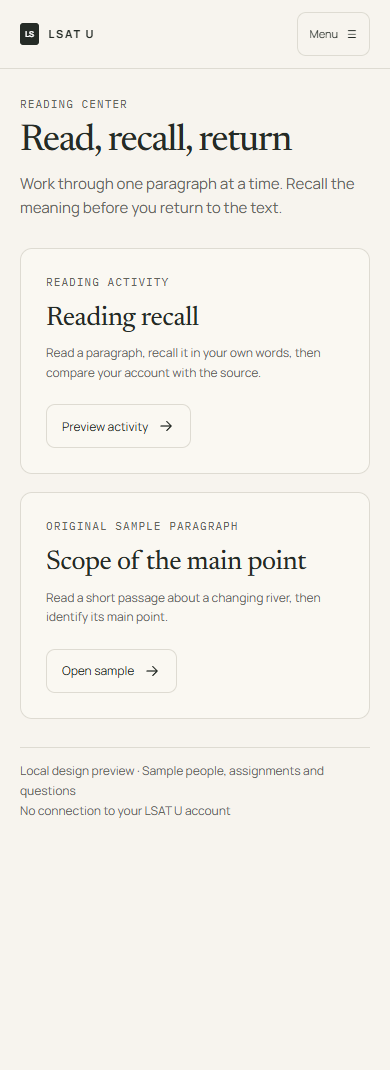 LS LSAT U
Menu ☰
READING CENTER
Read, recall, return
Work through one paragraph at a time. Recall the
meaning before you return to the text.
READING ACTIVITY
Reading recall
Read a paragraph, recall it in your own words, then
compare your account with the source.
Preview activity →
ORIGINAL SAMPLE PARAGRAPH
Scope of the main point
Read a short passage about a changing river, then
identify its main point.
Open sample →
Local design preview · Sample people, assignments and
questions
No connection to your LSAT U account